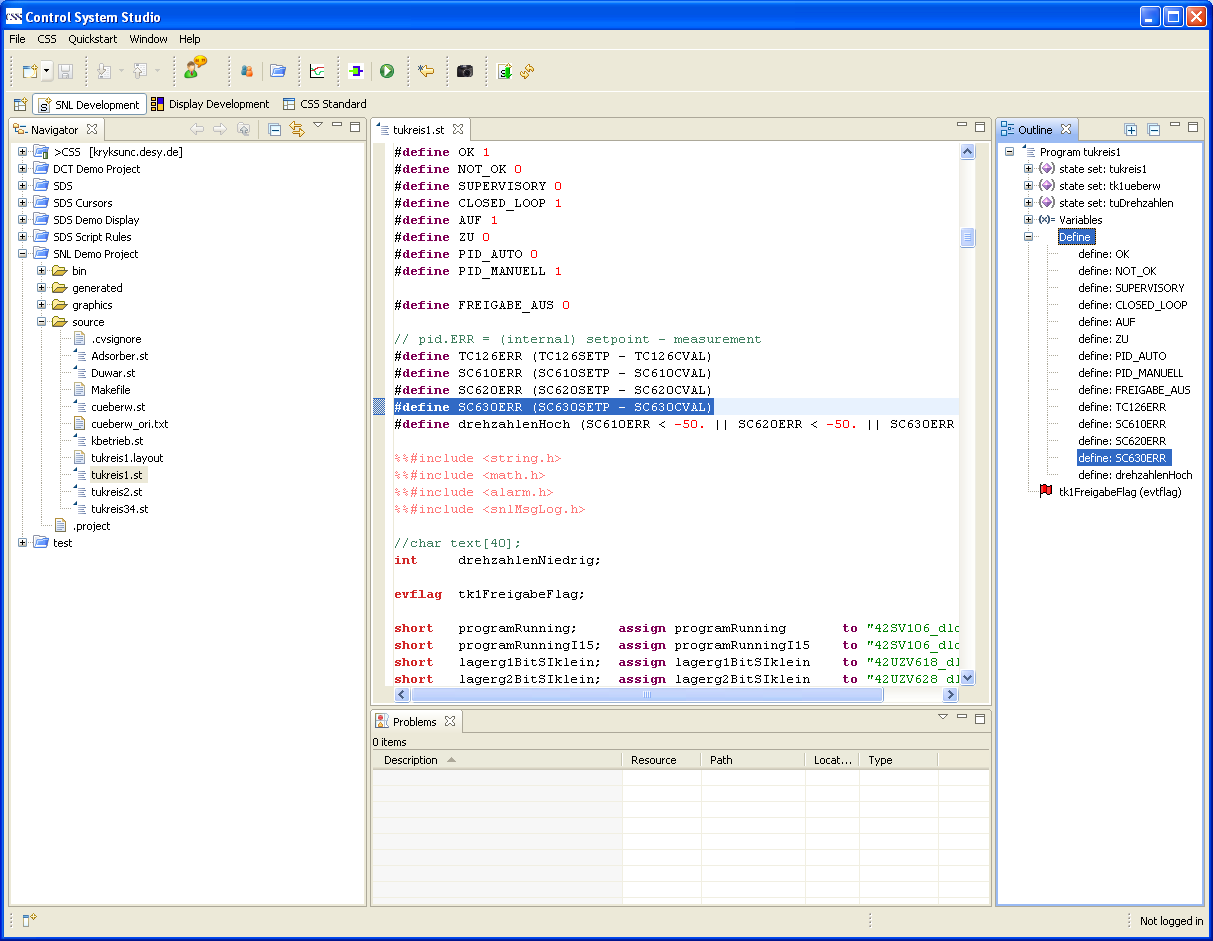 CSS Control System Studio
File CSS Quickstart Window Help
SNL Development Display Development CSS Standard
Navigator
>CSS [kryksunc.desy.de]
DCT Demo Project
SDS
SDS Cursors
SDS Demo Display
SDS Script Rules
SNL Demo Project
bin
generated
graphics
source
.cvsignore
Adsorber.st
Duwar.st
Makefile
cueberw.st
cueberw_ori.txt
kbetrieb.st
tukreis1.layout
tukreis1.st
tukreis2.st
tukreis34.st
.project
test
tukreis1.st
#define OK 1
#define NOT_OK 0
#define SUPERVISORY 0
#define CLOSED_LOOP 1
#define AUF 1
#define ZU 0
#define PID_AUTO 0
#define PID_MANUELL 1
#define FREIGABE_AUS 0
// pid.ERR = (internal) setpoint - measurement
#define TC126ERR (TC126SETP - TC126CVAL)
#define SC610ERR (SC610SETP - SC610CVAL)
#define SC620ERR (SC620SETP - SC620CVAL)
#define SC630ERR (SC630SETP - SC630CVAL)
#define drehzahlenHoch (SC610ERR < -50. || SC620ERR < -50. || SC630ERR
%%#include <string.h>
%%#include <math.h>
%%#include <alarm.h>
%%#include <snlMsgLog.h>
//char text[40];
int drehzahlenNiedrig;
evflag tk1FreigabeFlag;
short programRunning; assign programRunning to "42SV106_dlc
short programRunningI15; assign programRunningI15 to "42SV106_dlc
short lagerg1BitSIklein; assign lagerg1BitSIklein to "42UZV618_dl
short lagerg2BitSIklein; assign lagerg2BitSIklein to "42UZV628_dl
Problems
0 items
Description Resource Path Locat... Type
Outline
Program tukreis1
state set: tukreis1
state set: tk1ueberw
state set: tuDrehzahlen
(x)= Variables
Define
define: OK
define: NOT_OK
define: SUPERVISORY
define: CLOSED_LOOP
define: AUF
define: ZU
define: PID_AUTO
define: PID_MANUELL
define: FREIGABE_AUS
define: TC126ERR
define: SC610ERR
define: SC620ERR
define: SC630ERR
define: drehzahlenHoch
tk1FreigabeFlag (evtflag)
Not logged in